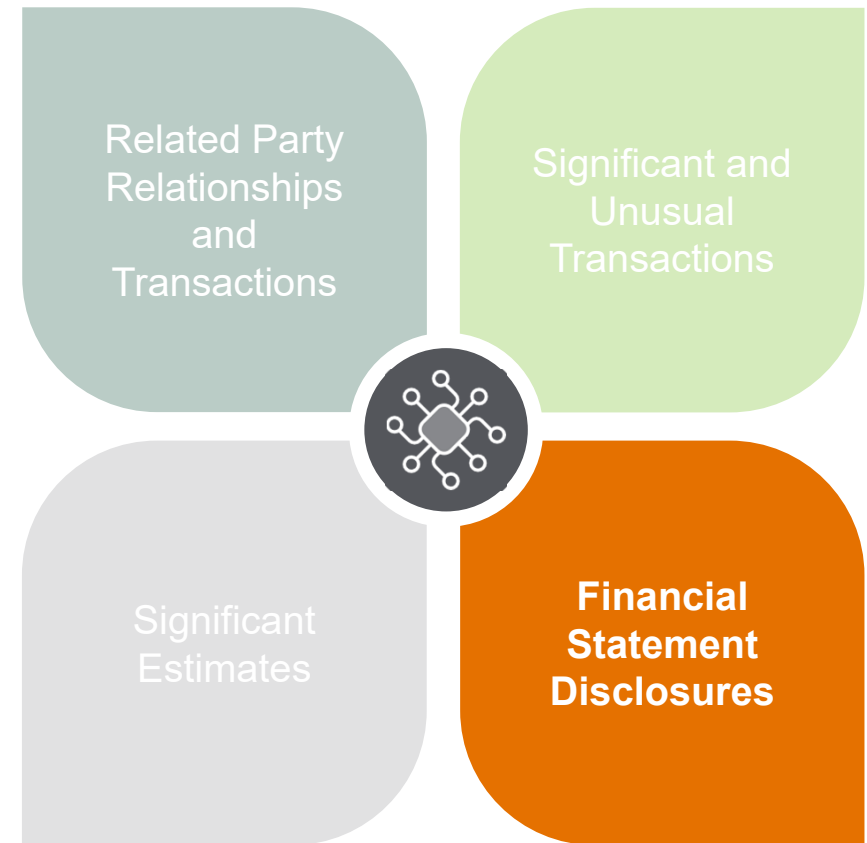 Related Party
Relationships
and
Transactions
Significant and
Unusual
Transactions
Significant
Estimates
Financial
Statement
Disclosures